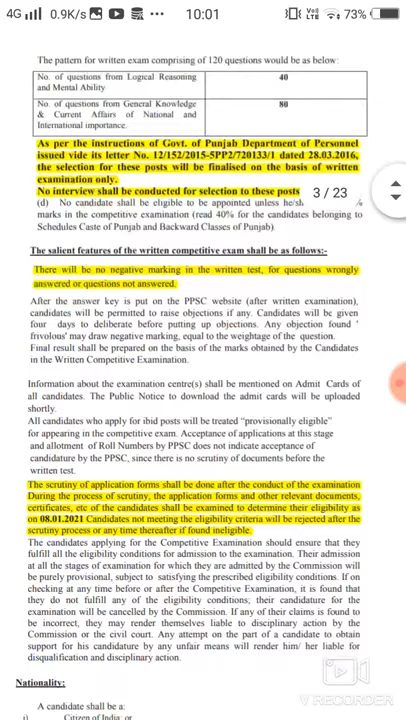 4G 0.9K/s 10:01 VoLTE 73%
The pattern for written exam comprising of 120 questions would be as below:
No. of questions from Logical Reasoning and Mental Ability 40
No. of questions from General Knowledge & Current Affairs of National and International importance. 80
As per the instructions of Govt. of Punjab Department of Personnel
issued vide its letter No. 12/152/2015-5PP2/720133/1 dated 28.03.2016,
the selection for these posts will be finalised on the basis of written
examination only.
No interview shall be conducted for selection to these posts
3 / 23
(d) No candidate shall be eligible to be appointed unless he/sh %
marks in the competitive examination (read 40% for the candidates belonging to
Schedules Caste of Punjab and Backward Classes of Punjab).
The salient features of the written competitive exam shall be as follows:-
There will be no negative marking in the written test, for questions wrongly
answered or questions not answered.
After the answer key is put on the PPSC website (after written examination),
candidates will be permitted to raise objections if any. Candidates will be given
four days to deliberate before putting up objections. Any objection found '
frivolous' may draw negative marking, equal to the weightage of the question.
Final result shall be prepared on the basis of the marks obtained by the Candidates
in the Written Competitive Examination.
Information about the examination centre(s) shall be mentioned on Admit Cards of
all candidates. The Public Notice to download the admit cards will be uploaded
shortly.
All candidates who apply for ibid posts will be treated "provisionally eligible"
for appearing in the competitive exam. Acceptance of applications at this stage
and allotment of Roll Numbers by PPSC does not indicate acceptance of
candidature by the PPSC, since there is no scrutiny of documents before the
written test.
The scrutiny of application forms shall be done after the conduct of the examination
During the process of scrutiny, the application forms and other relevant documents,
certificates, etc of the candidates shall be examined to determine their eligibility as
on 08.01.2021 Candidates not meeting the eligibility criteria will be rejected after the
scrutiny process or any time thereafter if found ineligible.
The candidates applying for the Competitive Examination should ensure that they
fulfill all the eligibility conditions for admission to the examination. Their admission
at all the stages of examination for which they are admitted by the Commission will
be purely provisional, subject to satisfying the prescribed eligibility conditions. If on
checking at any time before or after the Competitive Examination, it is found that
they do not fulfill any of the eligibility conditions; their candidature for the
examination will be cancelled by the Commission. If any of their claims is found to
be incorrect, they may render themselves liable to disciplinary action by the
Commission or the civil court. Any attempt on the part of a candidate to obtain
support for his candidature by any unfair means will render him/ her liable for
disqualification and disciplinary action.
Nationality:
A candidate shall be a:
i) Citizen of India; or
V RECORDER